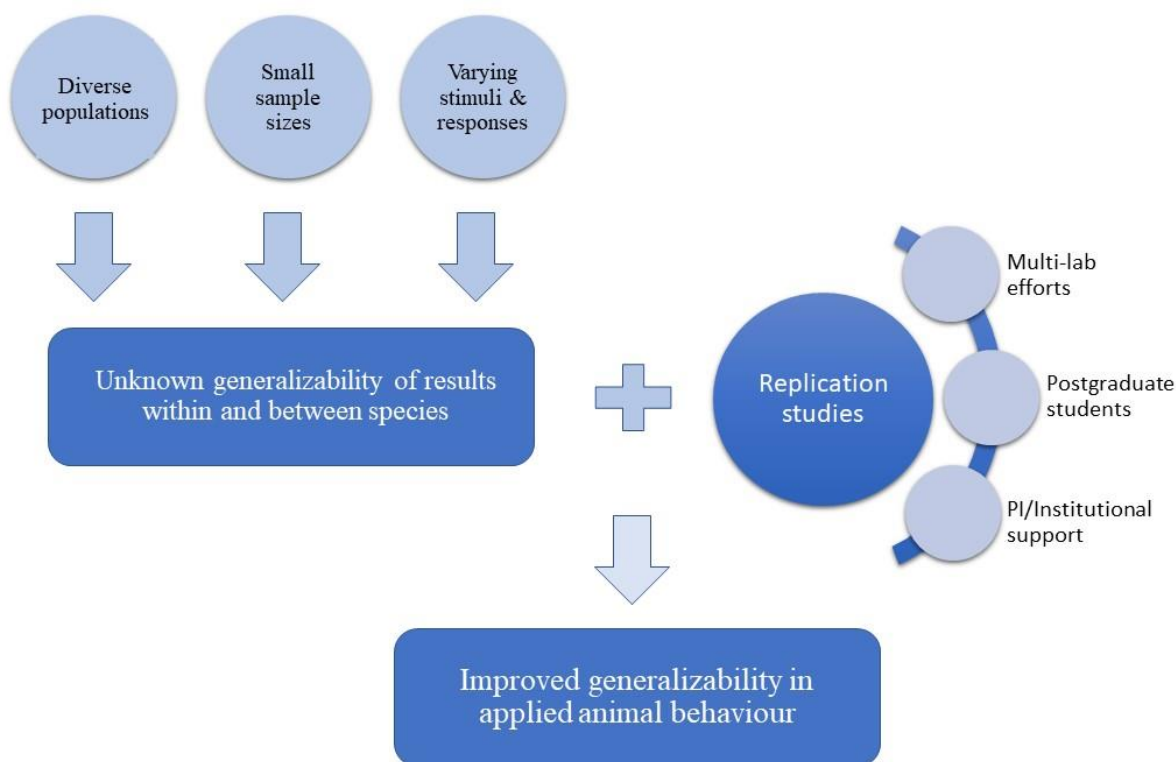 Diverse
populations
Small
sample
sizes
Varying
stimuli &
responses
Unknown generalizability of results
within and between species
Replication
studies
Multi-lab
efforts
Postgraduate
students
PI/Institutional
support
Improved generalizability in
applied animal behaviour